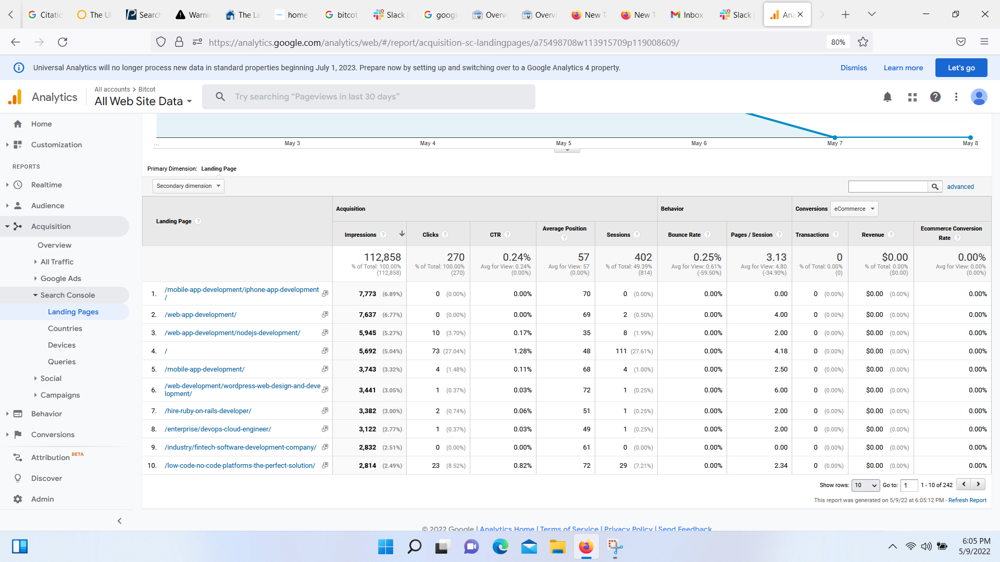 Citatio
The Ul
Search
Warnin
The La
home
bitcot
Slack
google
Overvi
Overvi
New T
New T
Inbox
Slack
Ana
https://analytics.google.com/analytics/web/#/report/acquisition-sc-landingpages/a75498708w113915709p119008609/
80%
Universal Analytics will no longer process new data in standard properties beginning July 1, 2023. Prepare now by setting up and switching over to a Google Analytics 4 property.
Dismiss
Learn more
Let's go
Analytics
All accounts > Bitcot
All Web Site Data
Try searching “Pageviews in last 30 days”
Home
Customization
REPORTS
Realtime
Audience
Acquisition
Overview
All Traffic
Google Ads
Search Console
Landing Pages
Countries
Devices
Queries
Social
Campaigns
Behavior
Conversions
Attribution BETA
Discover
Admin
... May 3 May 4 May 5 May 6 May 7 May 8
Primary Dimension: Landing Page
Secondary dimension
advanced
Landing Page ?
Acquisition
Behavior
Conversions eCommerce
Impressions ? Clicks ? CTR ? Average Position ? Sessions ? Bounce Rate ? Pages / Session ? Transactions ? Revenue ? Ecommerce Conversion Rate ?
112,858 270 0.24% 57 402 0.25% 3.13 0 $0.00 0.00%
% of Total: 100.00% % of Total: 100.00% Avg for View: 0.24% Avg for View: 57 % of Total: 49.39% Avg for View: 0.61% Avg for View: 4.80 % of Total: 0.00% % of Total: 0.00% Avg for View: 0.00%
(112,858) (270) (0.00%) (0.00%) (814) (-59.50%) (-34.90%) (0) ($0.00) (0.00%)
1. /mobile-app-development/iphone-app-development/ 7,773 (6.89%) 0 (0.00%) 0.00% 70 0 (0.00%) 0.00% 0.00 0 (0.00%) $0.00 (0.00%) 0.00%
2. /web-app-development/ 7,637 (6.77%) 0 (0.00%) 0.00% 69 2 (0.50%) 0.00% 4.00 0 (0.00%) $0.00 (0.00%) 0.00%
3. /web-app-development/nodejs-development/ 5,945 (5.27%) 10 (3.70%) 0.17% 35 8 (1.99%) 0.00% 2.00 0 (0.00%) $0.00 (0.00%) 0.00%
4. / 5,692 (5.04%) 73 (27.04%) 1.28% 48 111 (27.61%) 0.00% 4.18 0 (0.00%) $0.00 (0.00%) 0.00%
5. /mobile-app-development/ 3,743 (3.32%) 4 (1.48%) 0.11% 68 4 (1.00%) 0.00% 2.50 0 (0.00%) $0.00 (0.00%) 0.00%
6. /web-development/wordpress-web-design-and-development/ 3,441 (3.05%) 1 (0.37%) 0.03% 72 1 (0.25%) 0.00% 6.00 0 (0.00%) $0.00 (0.00%) 0.00%
7. /hire-ruby-on-rails-developer/ 3,382 (3.00%) 2 (0.74%) 0.06% 51 1 (0.25%) 0.00% 2.00 0 (0.00%) $0.00 (0.00%) 0.00%
8. /enterprise/devops-cloud-engineer/ 3,122 (2.77%) 1 (0.37%) 0.03% 49 1 (0.25%) 0.00% 2.00 0 (0.00%) $0.00 (0.00%) 0.00%
9. /industry/fintech-software-development-company/ 2,832 (2.51%) 0 (0.00%) 0.00% 61 0 (0.00%) 0.00% 0.00 0 (0.00%) $0.00 (0.00%) 0.00%
10. /low-code-no-code-platforms-the-perfect-solution/ 2,814 (2.49%) 23 (8.52%) 0.82% 72 29 (7.21%) 0.00% 2.34 0 (0.00%) $0.00 (0.00%) 0.00%
Show rows: 10 Go to: 1 1 - 10 of 242
This report was generated on 5/9/22 at 6:05:12 PM - Refresh Report
© 2022 Google | Analytics Home | Terms of Service | Privacy Policy | Send Feedback
6:05 PM
5/9/2022